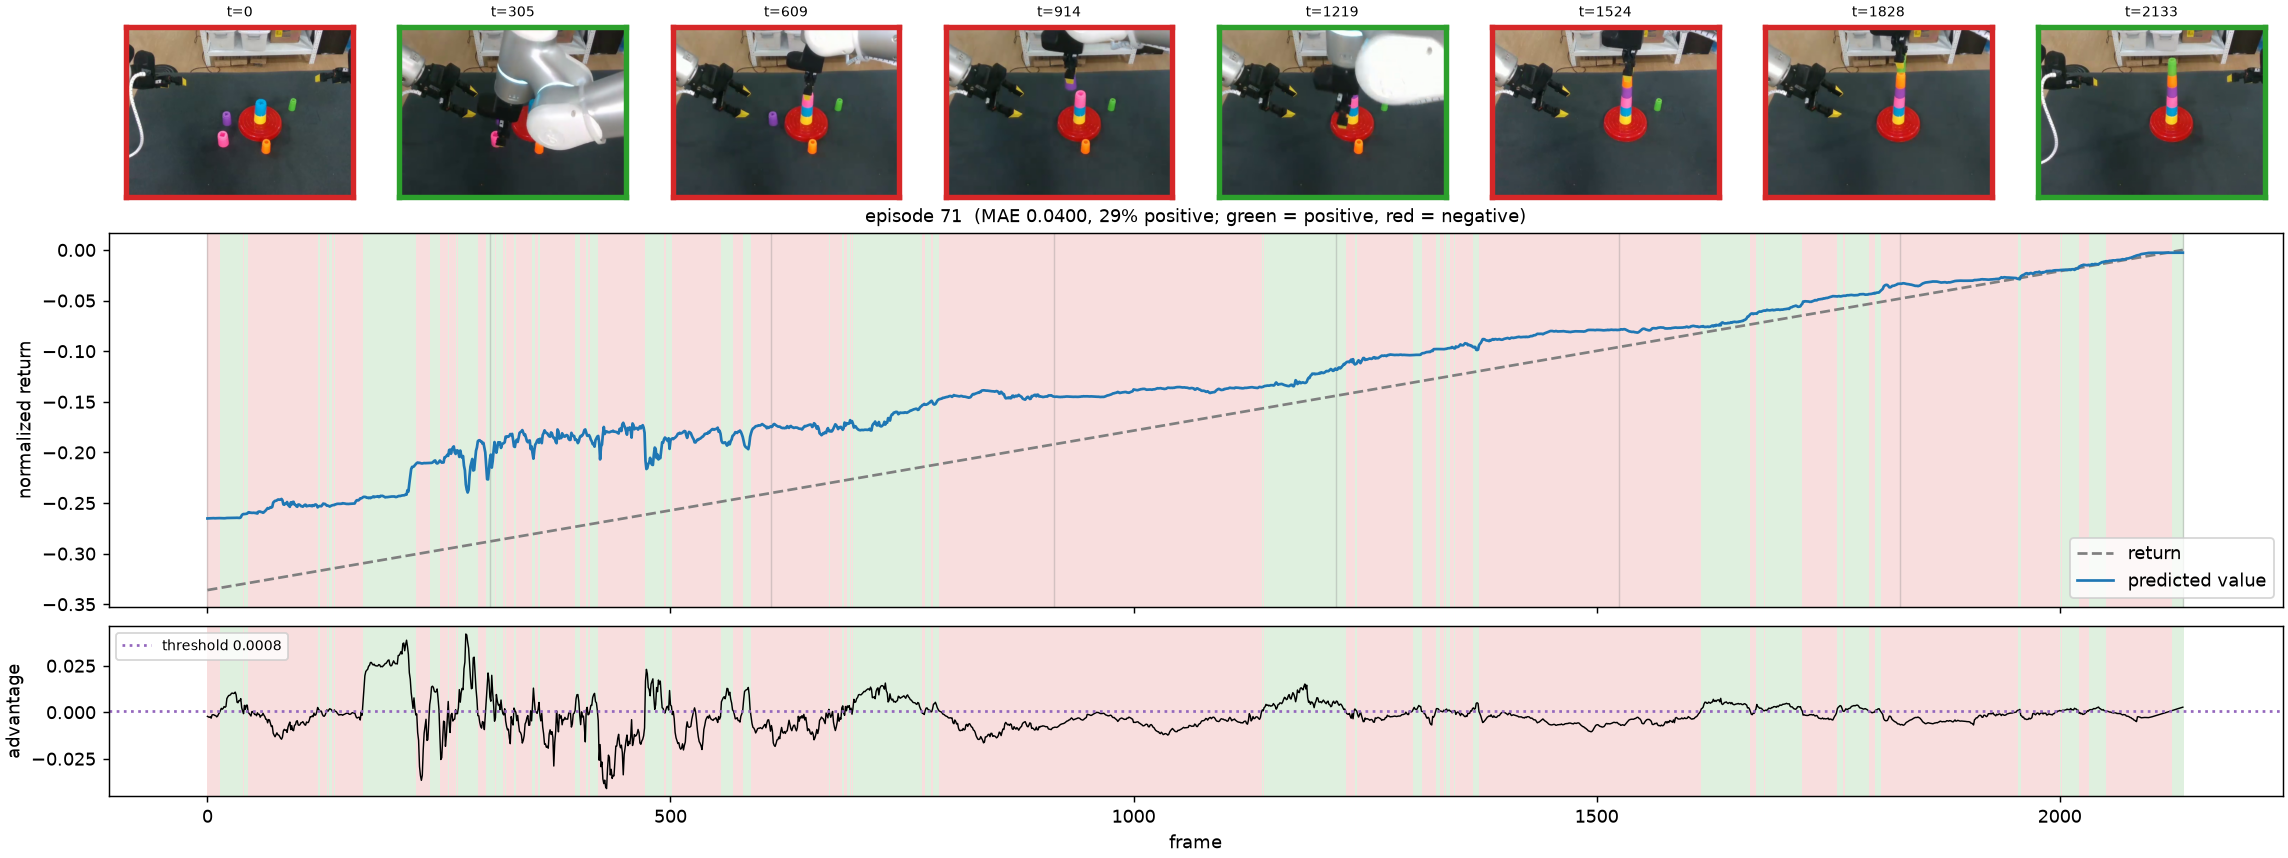 t=0 t=305 t=609 t=914 t=1219 t=1524 t=1828 t=2133
episode 71 (MAE 0.0400, 29% positive; green = positive, red = negative)
normalized return
0.00
−0.05
−0.10
−0.15
−0.20
−0.25
−0.30
−0.35
return
predicted value
advantage
0.025
0.000
−0.025
threshold 0.0008
0 500 1000 1500 2000
frame